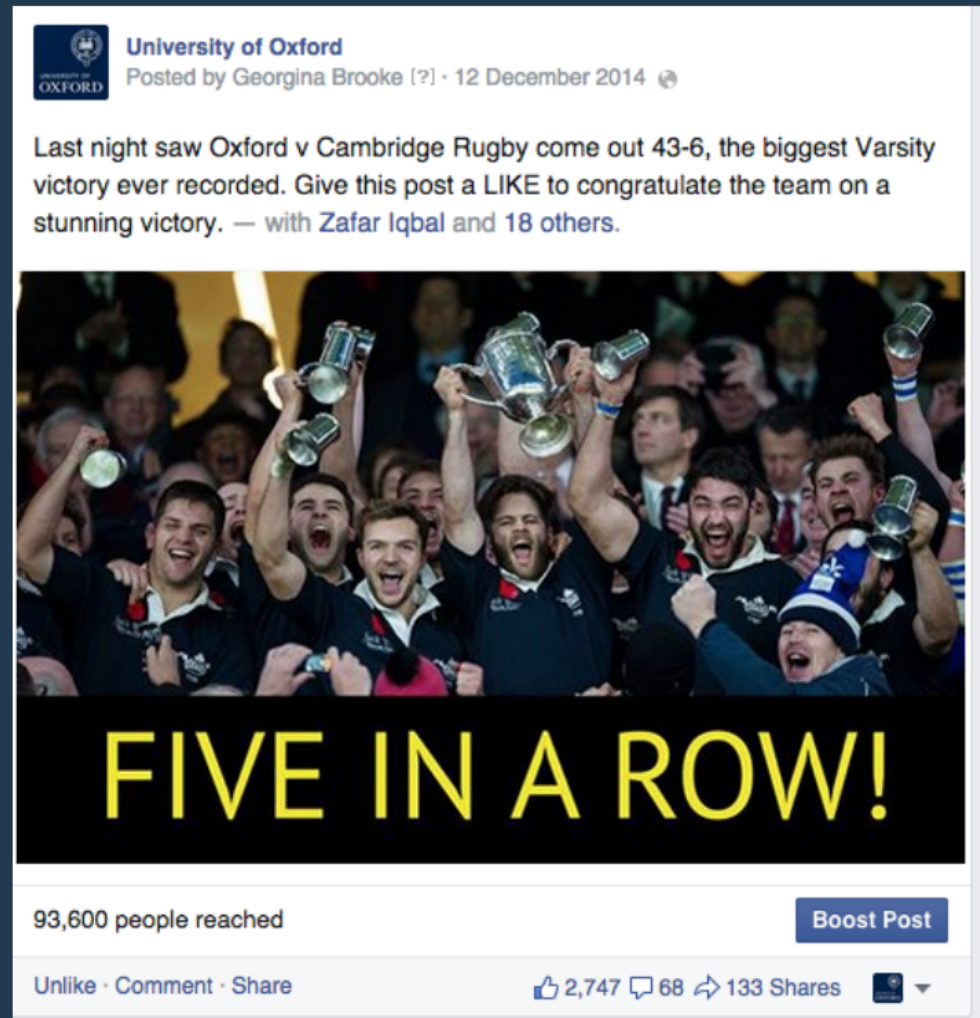 UNIVERSITY OF
OXFORD
University of Oxford
Posted by Georgina Brooke [?] · 12 December 2014
Last night saw Oxford v Cambridge Rugby come out 43-6, the biggest Varsity
victory ever recorded. Give this post a LIKE to congratulate the team on a
stunning victory. — with Zafar Iqbal and 18 others.
FIVE IN A ROW!
93,600 people reached
Boost Post
Unlike · Comment · Share
2,747 68 133 Shares